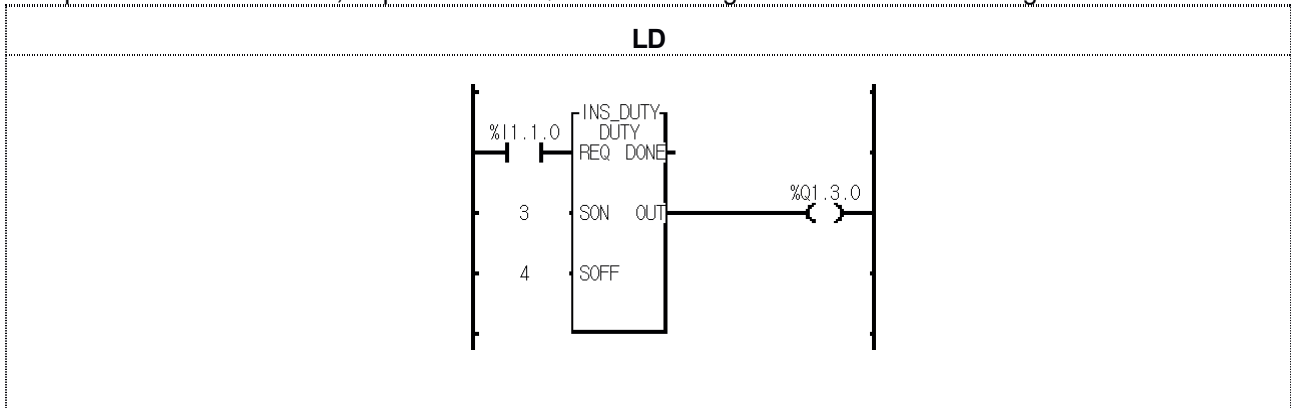 LD
INS_DUTY
%I1.1.0 DUTY
REQ DONE
%Q1.3.0
3 SON OUT
4 SOFF